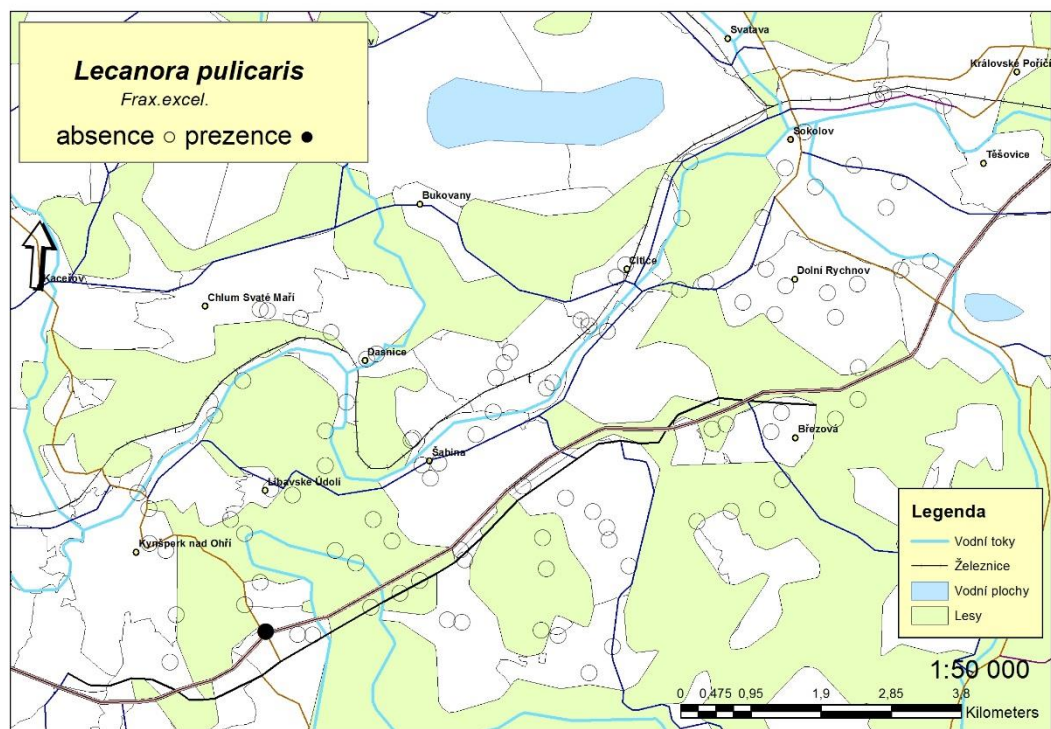 Lecanora pulicaris
Frax.excel.
absence ○ prezence ●
Svatava
Královské Poříčí
Sokolov
Těšovice
Bukovany
Citice
Kaceřov
Dolní Rychnov
Chlum Svaté Maří
Dasnice
t
Březová
Šabina
Libavské Údolí
Kynšperk nad Ohří
Legenda
Vodní toky
Železnice
Vodní plochy
Lesy
1:50 000
0 0,475 0,95 1,9 2,85 3,8
Kilometers